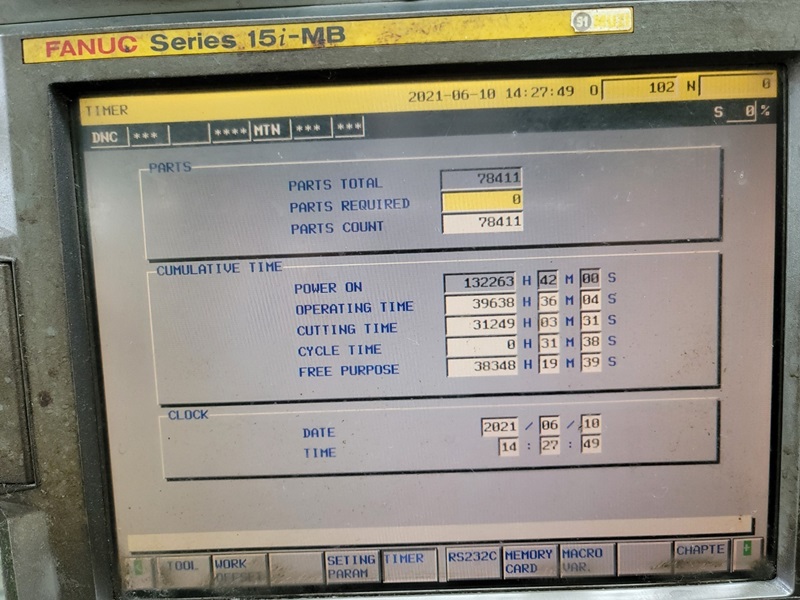 FANUC Series 15i-MB
TIMER 2021-06-10 14:27:49 O 102 N 0
S 0 %
DNC *** **** MTN *** ***
PARTS
PARTS TOTAL 78411
PARTS REQUIRED 0
PARTS COUNT 78411
CUMULATIVE TIME
POWER ON 132263 H 42 M 00 S
OPERATING TIME 39638 H 36 M 04 S
CUTTING TIME 31249 H 03 M 31 S
CYCLE TIME 0 H 31 M 38 S
FREE PURPOSE 38348 H 19 M 39 S
CLOCK
DATE 2021 / 06 / 10
TIME 14 : 27 : 49
TOOL WORK OFFSET SETING PARAM TIMER RS232C MEMORY CARD MACRO VAR. CHAPTE